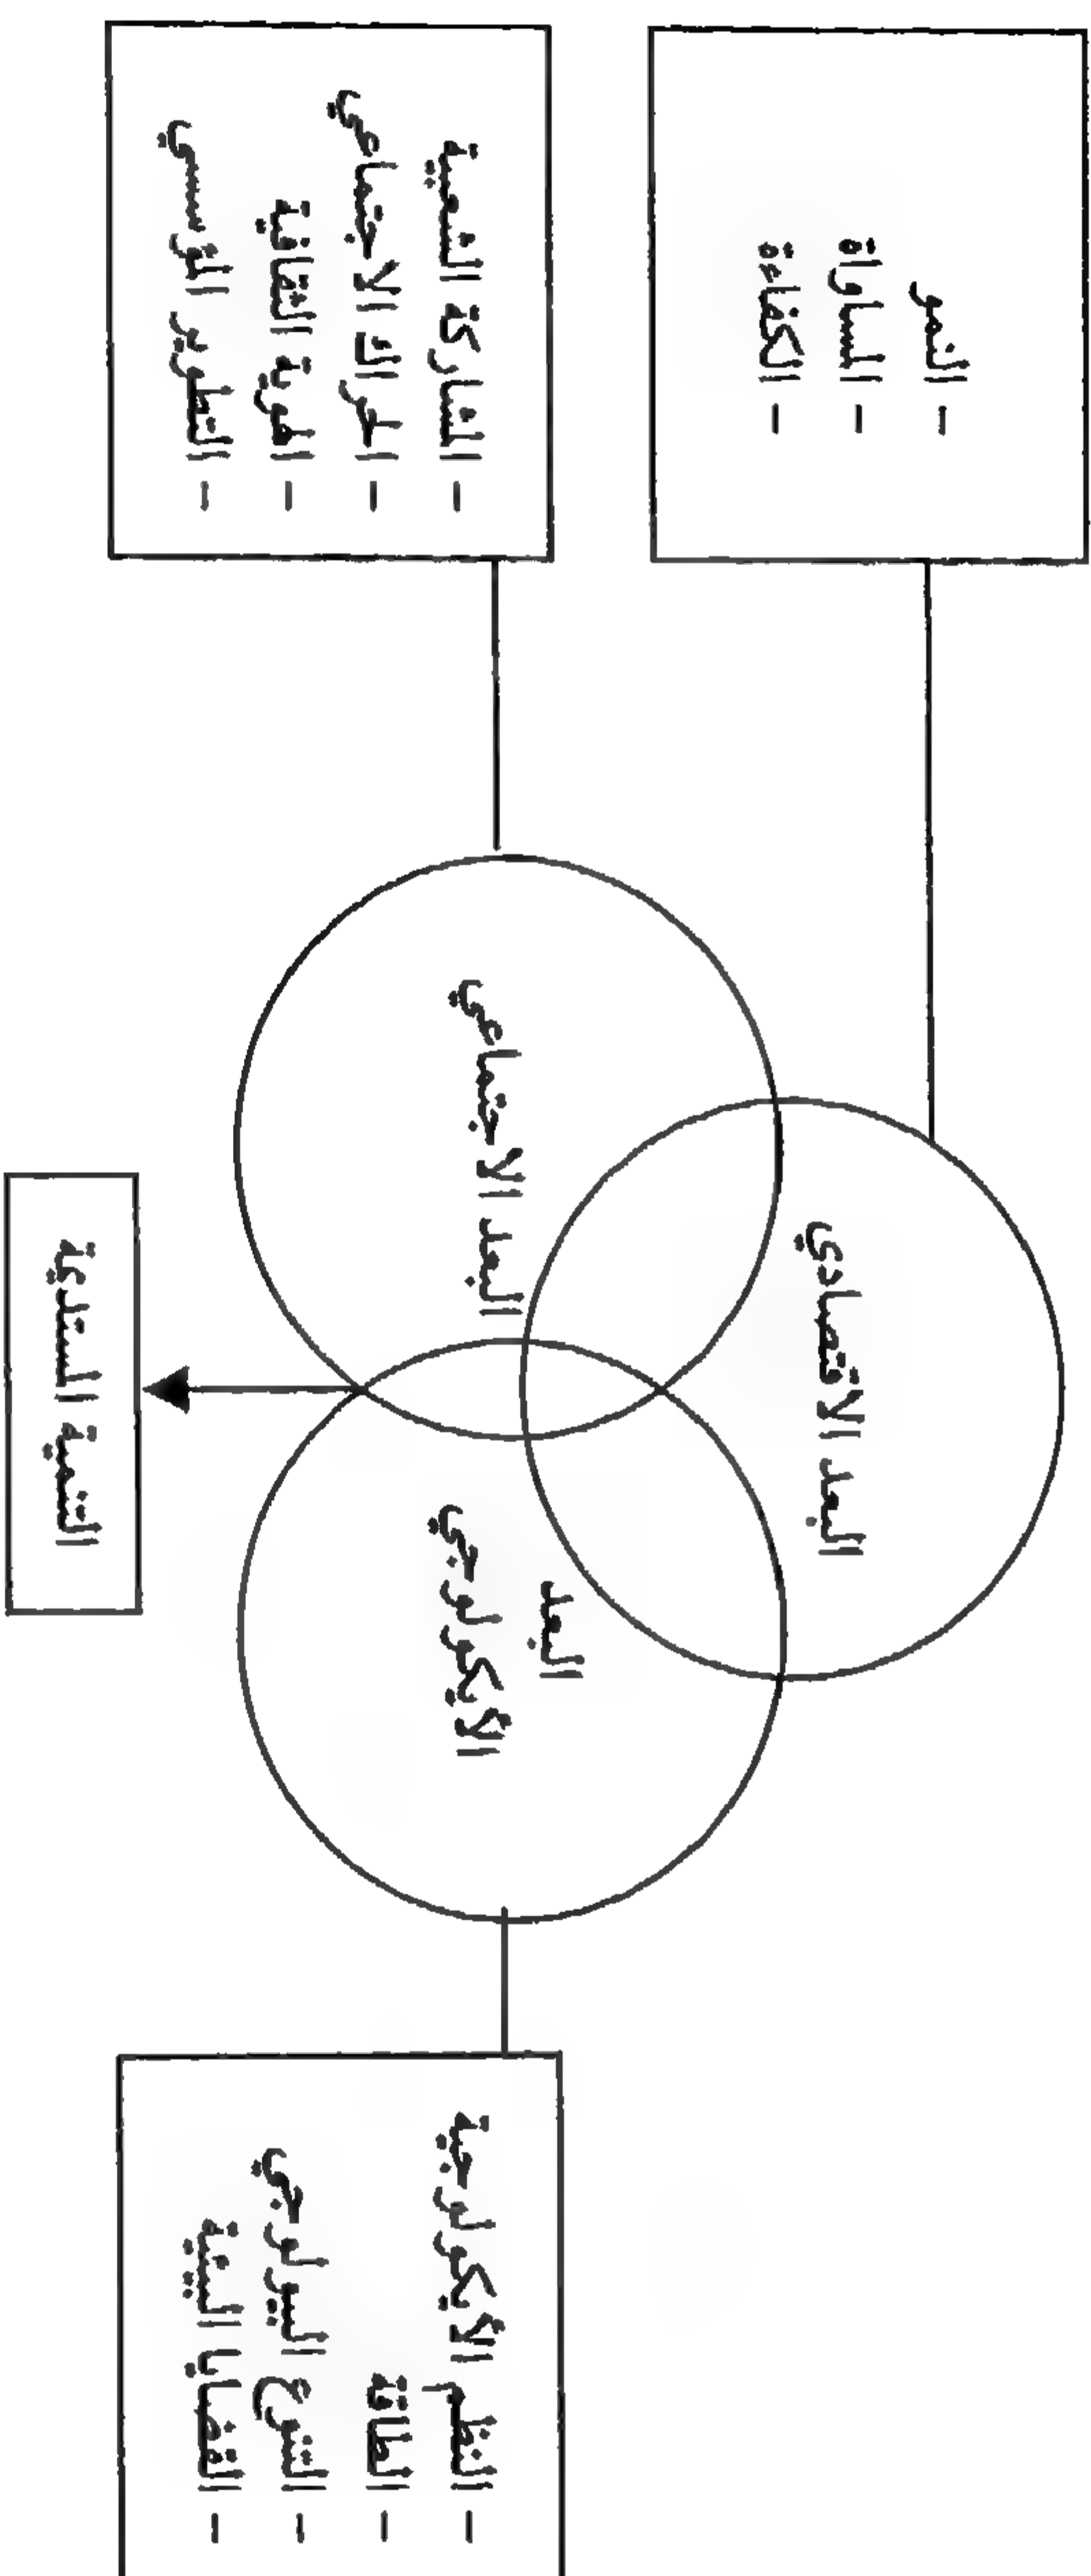 - النمو
- المساواة
- الكفاءة
- المشاركة الشعبية
- الحراك الاجتماعي
- الهوية الثقافية
- التطوير المؤسسي
البعد الاقتصادي
البعد الاجتماعي
البعد
الأيكولوجي
- النظم الأيكولوجية
- الطاقة
- التنوع البيولوجي
- القضايا البيئية
التنمية المستديمة